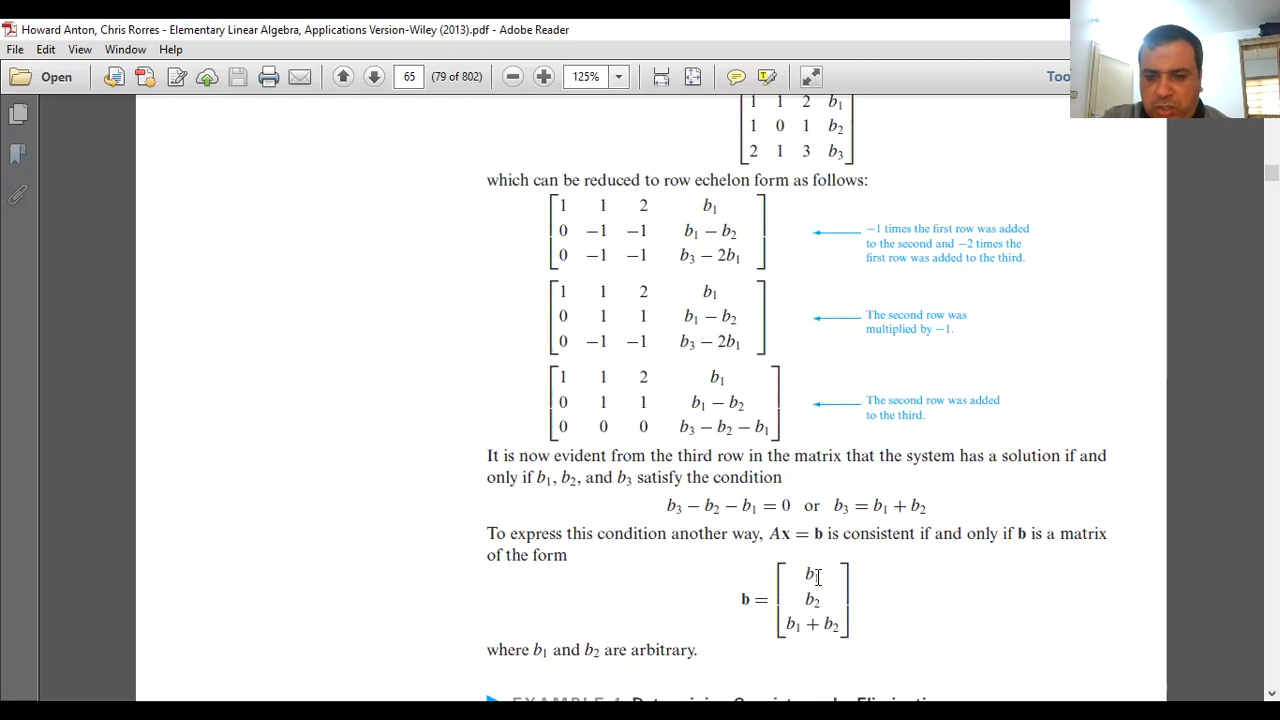 Howard Anton, Chris Rorres - Elementary Linear Algebra, Applications Version-Wiley (2013).pdf - Adobe Reader
File Edit View Window Help
Open 65 (79 of 802) 125% Too
1 1 2 b₁
1 0 1 b₂
2 1 3 b₃
which can be reduced to row echelon form as follows:
1 1 2 b₁
0 −1 −1 b₁ − b₂
0 −1 −1 b₃ − 2b₁
−1 times the first row was added
to the second and −2 times the
first row was added to the third.
1 1 2 b₁
0 1 1 b₁ − b₂
0 −1 −1 b₃ − 2b₁
The second row was
multiplied by −1.
1 1 2 b₁
0 1 1 b₁ − b₂
0 0 0 b₃ − b₂ − b₁
The second row was added
to the third.
It is now evident from the third row in the matrix that the system has a solution if and
only if b₁, b₂, and b₃ satisfy the condition
b₃ − b₂ − b₁ = 0 or b₃ = b₁ + b₂
To express this condition another way, Ax = b is consistent if and only if b is a matrix
of the form
b₁
b = b₂
b₁ + b₂
where b₁ and b₂ are arbitrary.